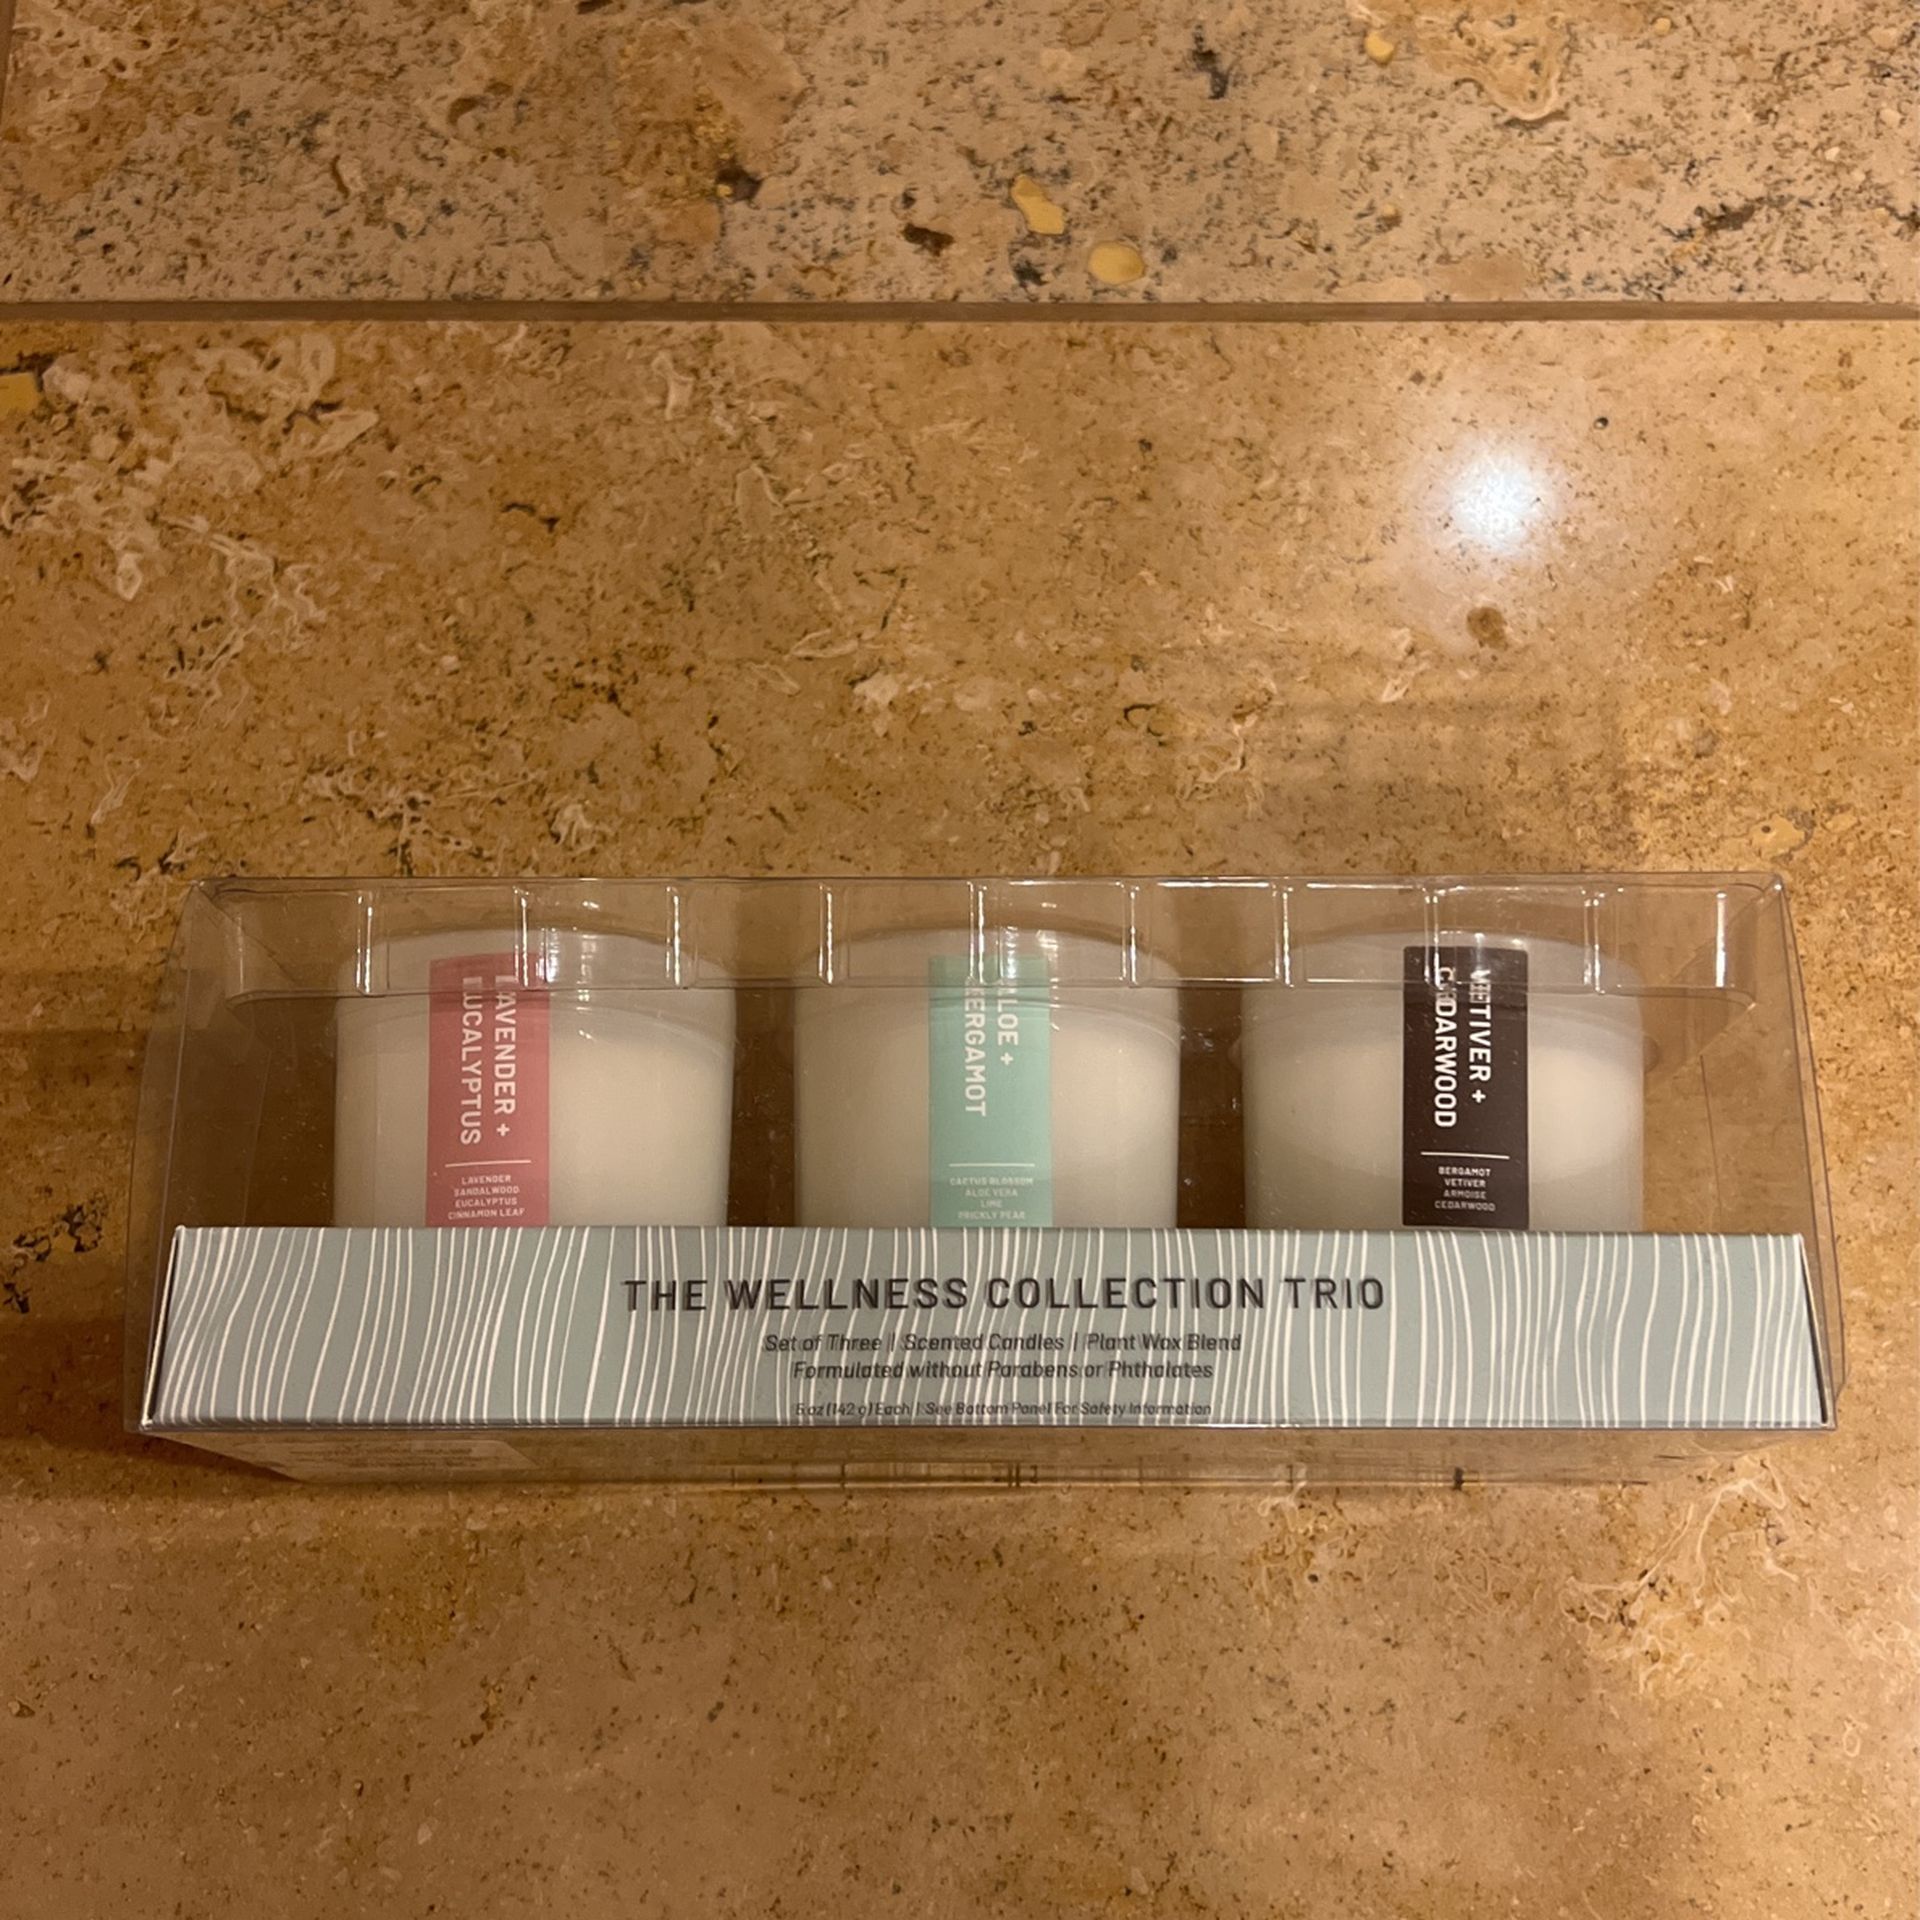 LAVENDER +
EUCALYPTUS
LAVENDER
SANDALWOOD
EUCALYPTUS
CINNAMON LEAF
ALOE +
BERGAMOT
CACTUS BLOSSOM
ALOE VERA
LIME
PRICKLY PEAR
VETIVER +
CEDARWOOD
BERGAMOT
VETIVER
ARMOISE
CEDARWOOD
THE WELLNESS COLLECTION TRIO
Set of Three | Scented Candles | Plant Wax Blend
Formulated without Parabens or Phthalates
5 oz (142 g) Each | See Bottom Panel For Safety Information